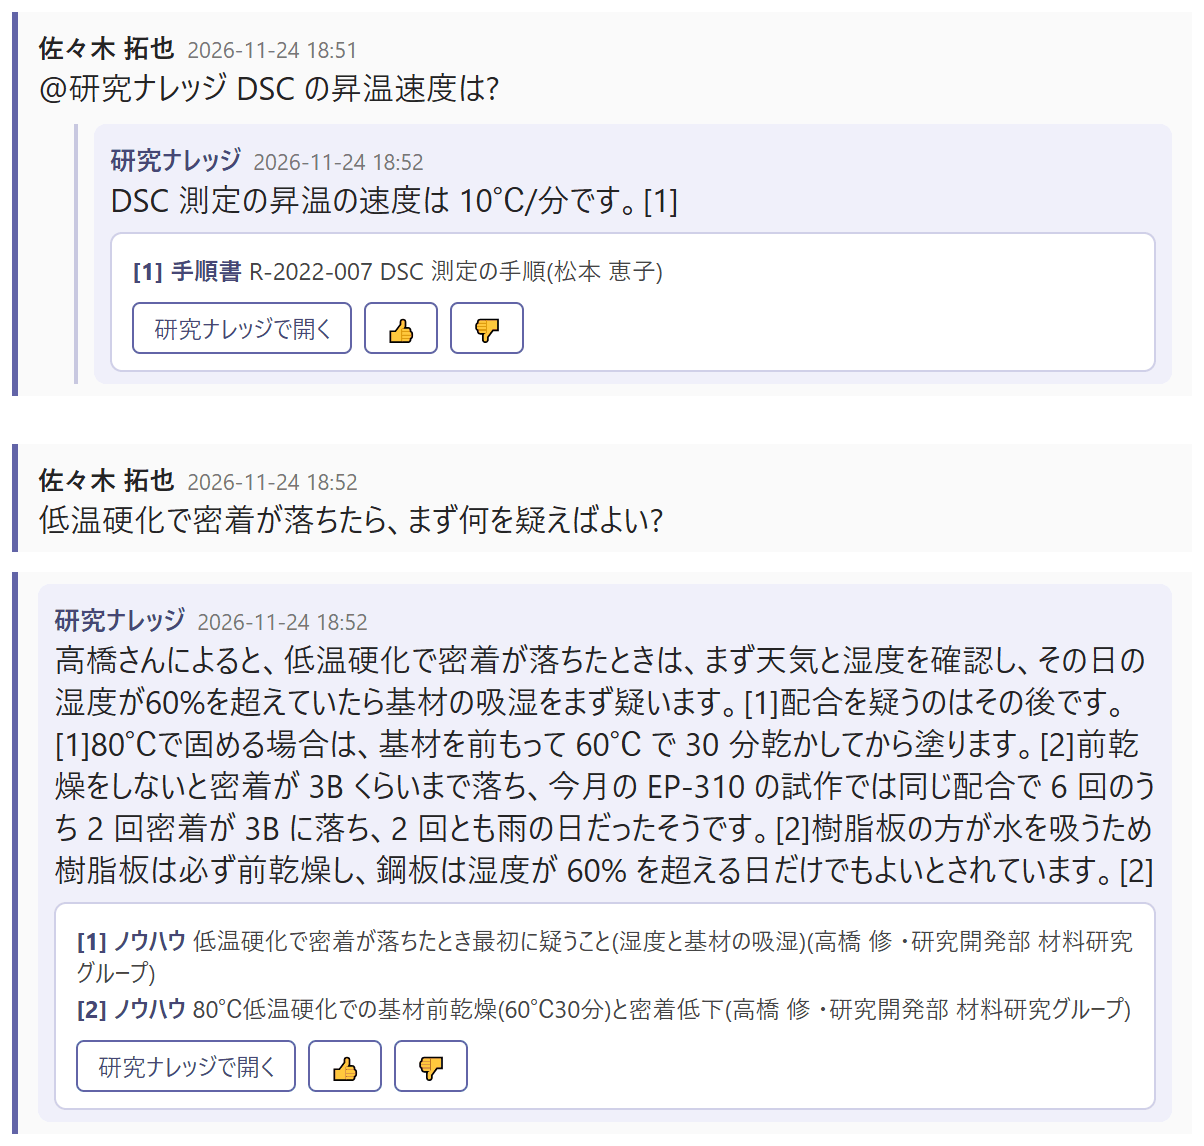 佐々木 拓也 2026-11-24 18:51
@研究ナレッジ DSC の昇温速度は?
研究ナレッジ 2026-11-24 18:52
DSC 測定の昇温の速度は 10℃/分です。[1]
[1] 手順書 R-2022-007 DSC 測定の手順(松本 恵子)
研究ナレッジで開く 👍 👎
佐々木 拓也 2026-11-24 18:52
低温硬化で密着が落ちたら、まず何を疑えばよい?
研究ナレッジ 2026-11-24 18:52
高橋さんによると、低温硬化で密着が落ちたときは、まず天気と湿度を確認し、その日の
湿度が60%を超えていたら基材の吸湿をまず疑います。[1]配合を疑うのはその後です。
[1]80℃で固める場合は、基材を前もって 60℃ で 30 分乾かしてから塗ります。[2]前乾
燥をしないと密着が 3B くらいまで落ち、今月の EP-310 の試作では同じ配合で 6 回のう
ち 2 回密着が 3B に落ち、2 回とも雨の日だったそうです。[2]樹脂板の方が水を吸うため
樹脂板は必ず前乾燥し、鋼板は湿度が 60% を超える日だけでもよいとされています。[2]
[1] ノウハウ 低温硬化で密着が落ちたとき最初に疑うこと(湿度と基材の吸湿)(高橋 修 ・研究開発部 材料研究
グループ)
[2] ノウハウ 80℃低温硬化での基材前乾燥(60℃30分)と密着低下(高橋 修 ・研究開発部 材料研究グループ)
研究ナレッジで開く 👍 👎